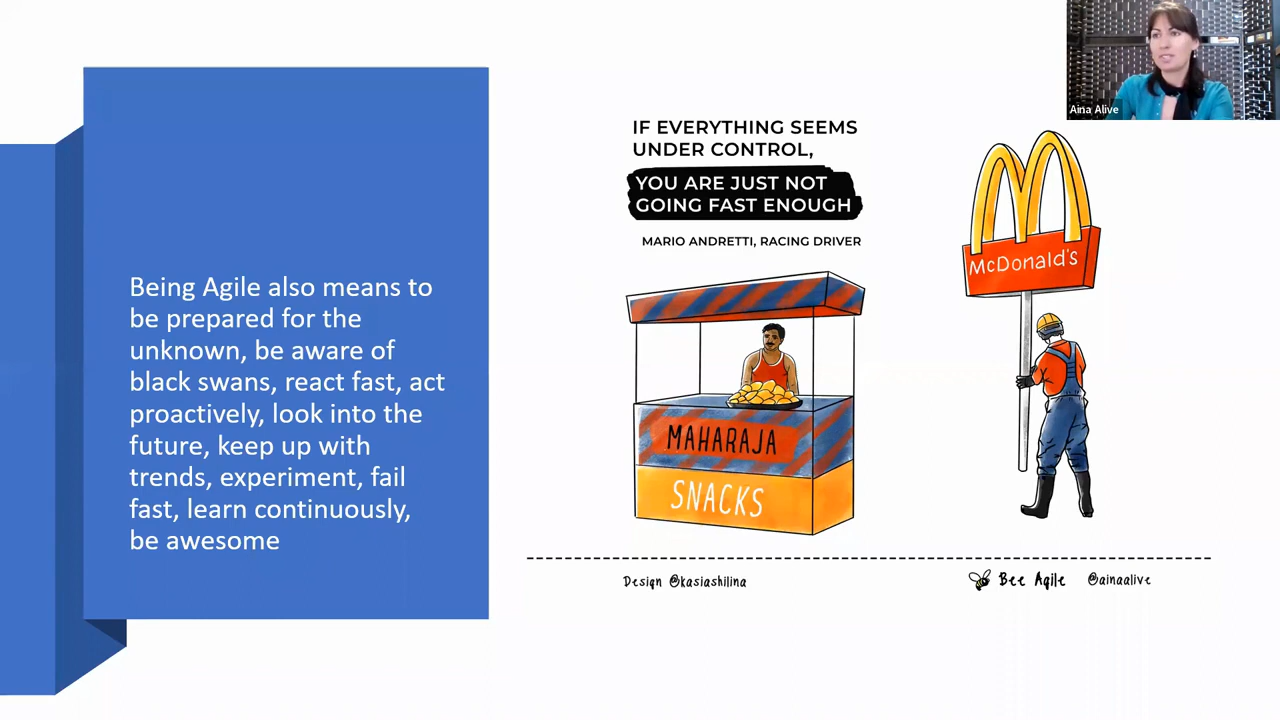 Aina Alive
Being Agile also means to
be prepared for the
unknown, be aware of
black swans, react fast, act
proactively, look into the
future, keep up with
trends, experiment, fail
fast, learn continuously,
be awesome
IF EVERYTHING SEEMS
UNDER CONTROL,
YOU ARE JUST NOT
GOING FAST ENOUGH
MARIO ANDRETTI, RACING DRIVER
MAHARAJA
SNACKS
McDonald's
Design @kasiashilina
Bee Agile @ainaalive